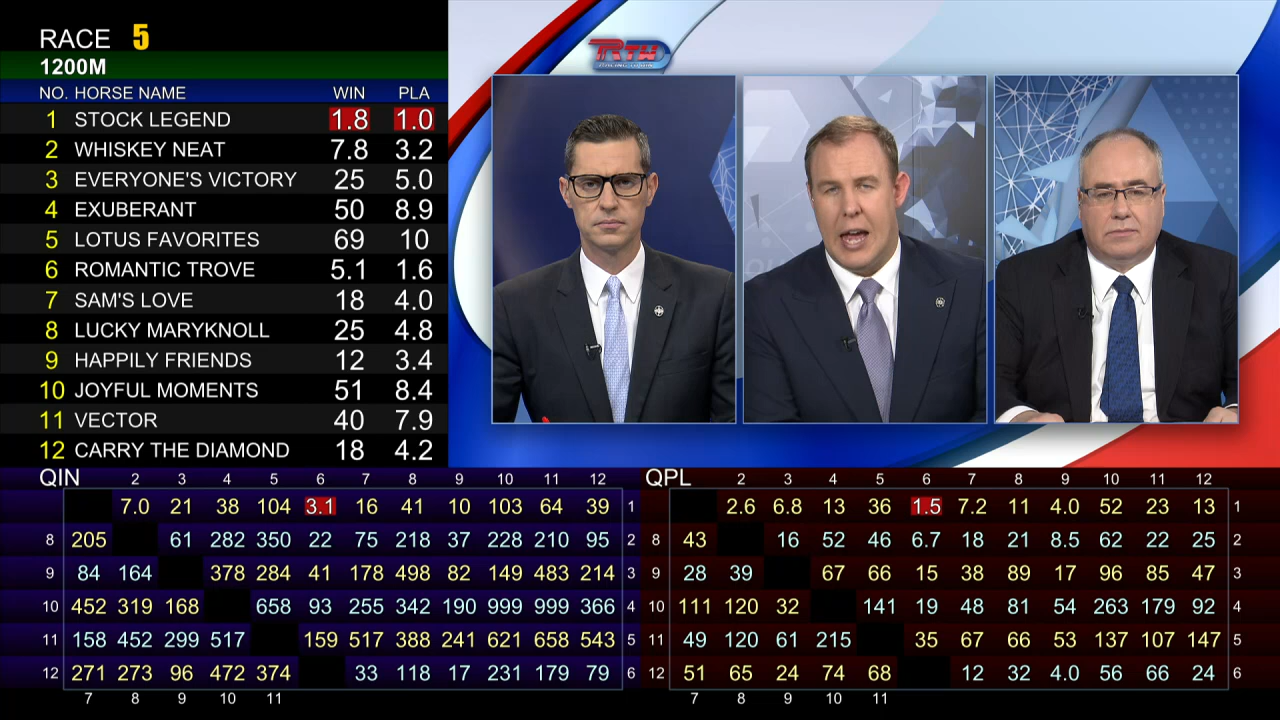 RACE 5
1200M
NO. HORSE NAME WIN PLA
1 STOCK LEGEND 1.8 1.0
2 WHISKEY NEAT 7.8 3.2
3 EVERYONE'S VICTORY 25 5.0
4 EXUBERANT 50 8.9
5 LOTUS FAVORITES 69 10
6 ROMANTIC TROVE 5.1 1.6
7 SAM'S LOVE 18 4.0
8 LUCKY MARYKNOLL 25 4.8
9 HAPPILY FRIENDS 12 3.4
10 JOYFUL MOMENTS 51 8.4
11 VECTOR 40 7.9
12 CARRY THE DIAMOND 18 4.2
RTW
QIN 2 3 4 5 6 7 8 9 10 11 12
7.0 21 38 104 3.1 16 41 10 103 64 39 1
8 205 61 282 350 22 75 218 37 228 210 95 2
9 84 164 378 284 41 178 498 82 149 483 214 3
10 452 319 168 658 93 255 342 190 999 999 366 4
11 158 452 299 517 159 517 388 241 621 658 543 5
12 271 273 96 472 374 33 118 17 231 179 79 6
7 8 9 10 11
QPL 2 3 4 5 6 7 8 9 10 11 12
2.6 6.8 13 36 1.5 7.2 11 4.0 52 23 13 1
8 43 16 52 46 6.7 18 21 8.5 62 22 25 2
9 28 39 67 66 15 38 89 17 96 85 47 3
10 111 120 32 141 19 48 81 54 263 179 92 4
11 49 120 61 215 35 67 66 53 137 107 147 5
12 51 65 24 74 68 12 32 4.0 56 66 24 6
7 8 9 10 11